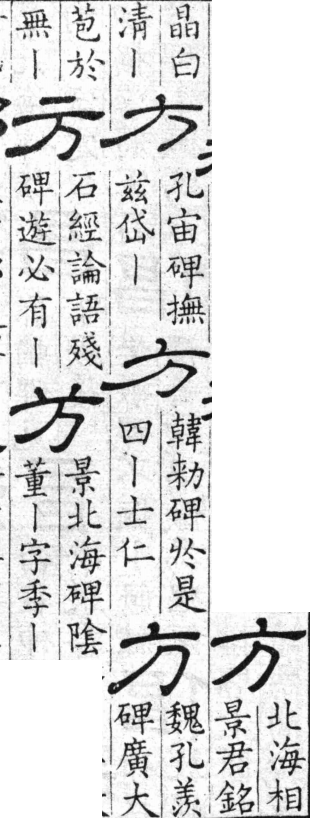 方
北海相
景君銘
晶白
清丨
方
孔宙碑撫
茲岱丨
方
韓勑碑於是
四丨士仁
方
魏孔羨
碑廣大
苞於
無丨
方
石經論語殘
碑遊必有丨
方
景北海碑陰
董丨字季丨